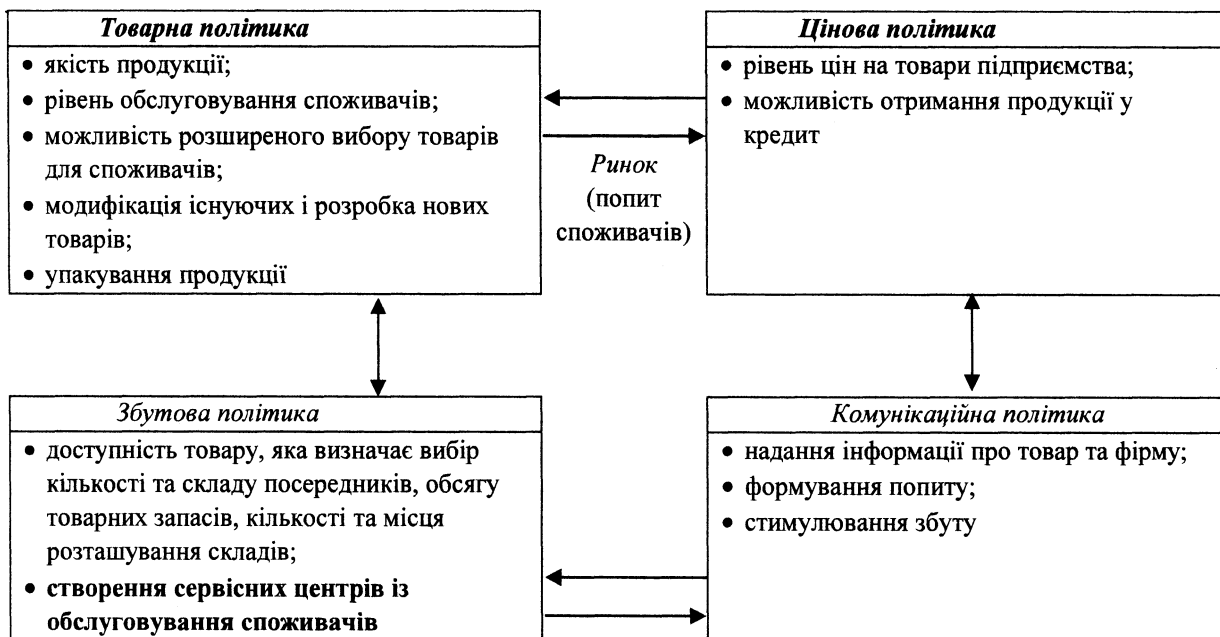 Товарна політика
• якість продукції;
• рівень обслуговування споживачів;
• можливість розширеного вибору товарів
для споживачів;
• модифікація існуючих і розробка нових
товарів;
• упакування продукції
Ринок
(попит
споживачів)
Цінова політика
• рівень цін на товари підприємства;
• можливість отримання продукції у
кредит
Збутова політика
• доступність товару, яка визначає вибір
кількості та складу посередників, обсягу
товарних запасів, кількості та місця
розташування складів;
• створення сервісних центрів із
обслуговування споживачів
Комунікаційна політика
• надання інформації про товар та фірму;
• формування попиту;
• стимулювання збуту